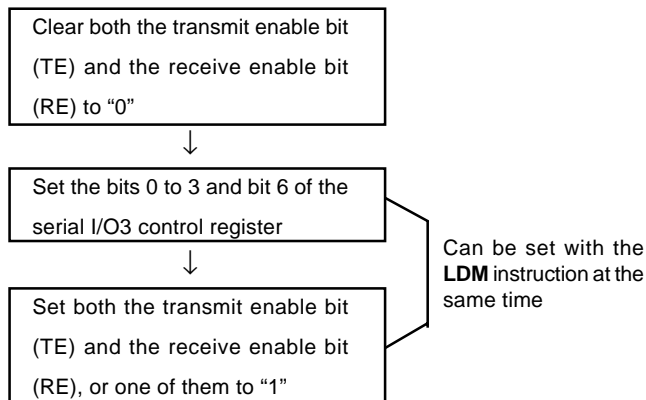 Clear both the transmit enable bit
(TE) and the receive enable bit
(RE) to “0”
↓
Set the bits 0 to 3 and bit 6 of the
serial I/O3 control register
↓
Set both the transmit enable bit
(TE) and the receive enable bit
(RE), or one of them to “1”
Can be set with the
LDM instruction at the
same time